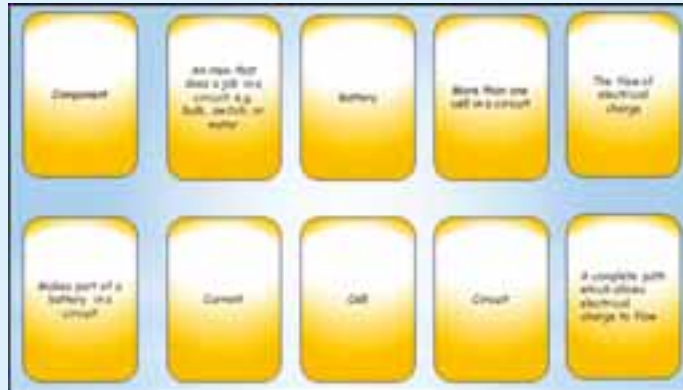 Component
An item that
does a job in a
circuit e.g.
bulb, switch, or
motor
Battery
More than one
cell in a circuit
The flow of
electrical
charge
Makes part of a
battery in a
circuit
Current
Cell
Circuit
A complete path
which allows
electrical
charge to flow